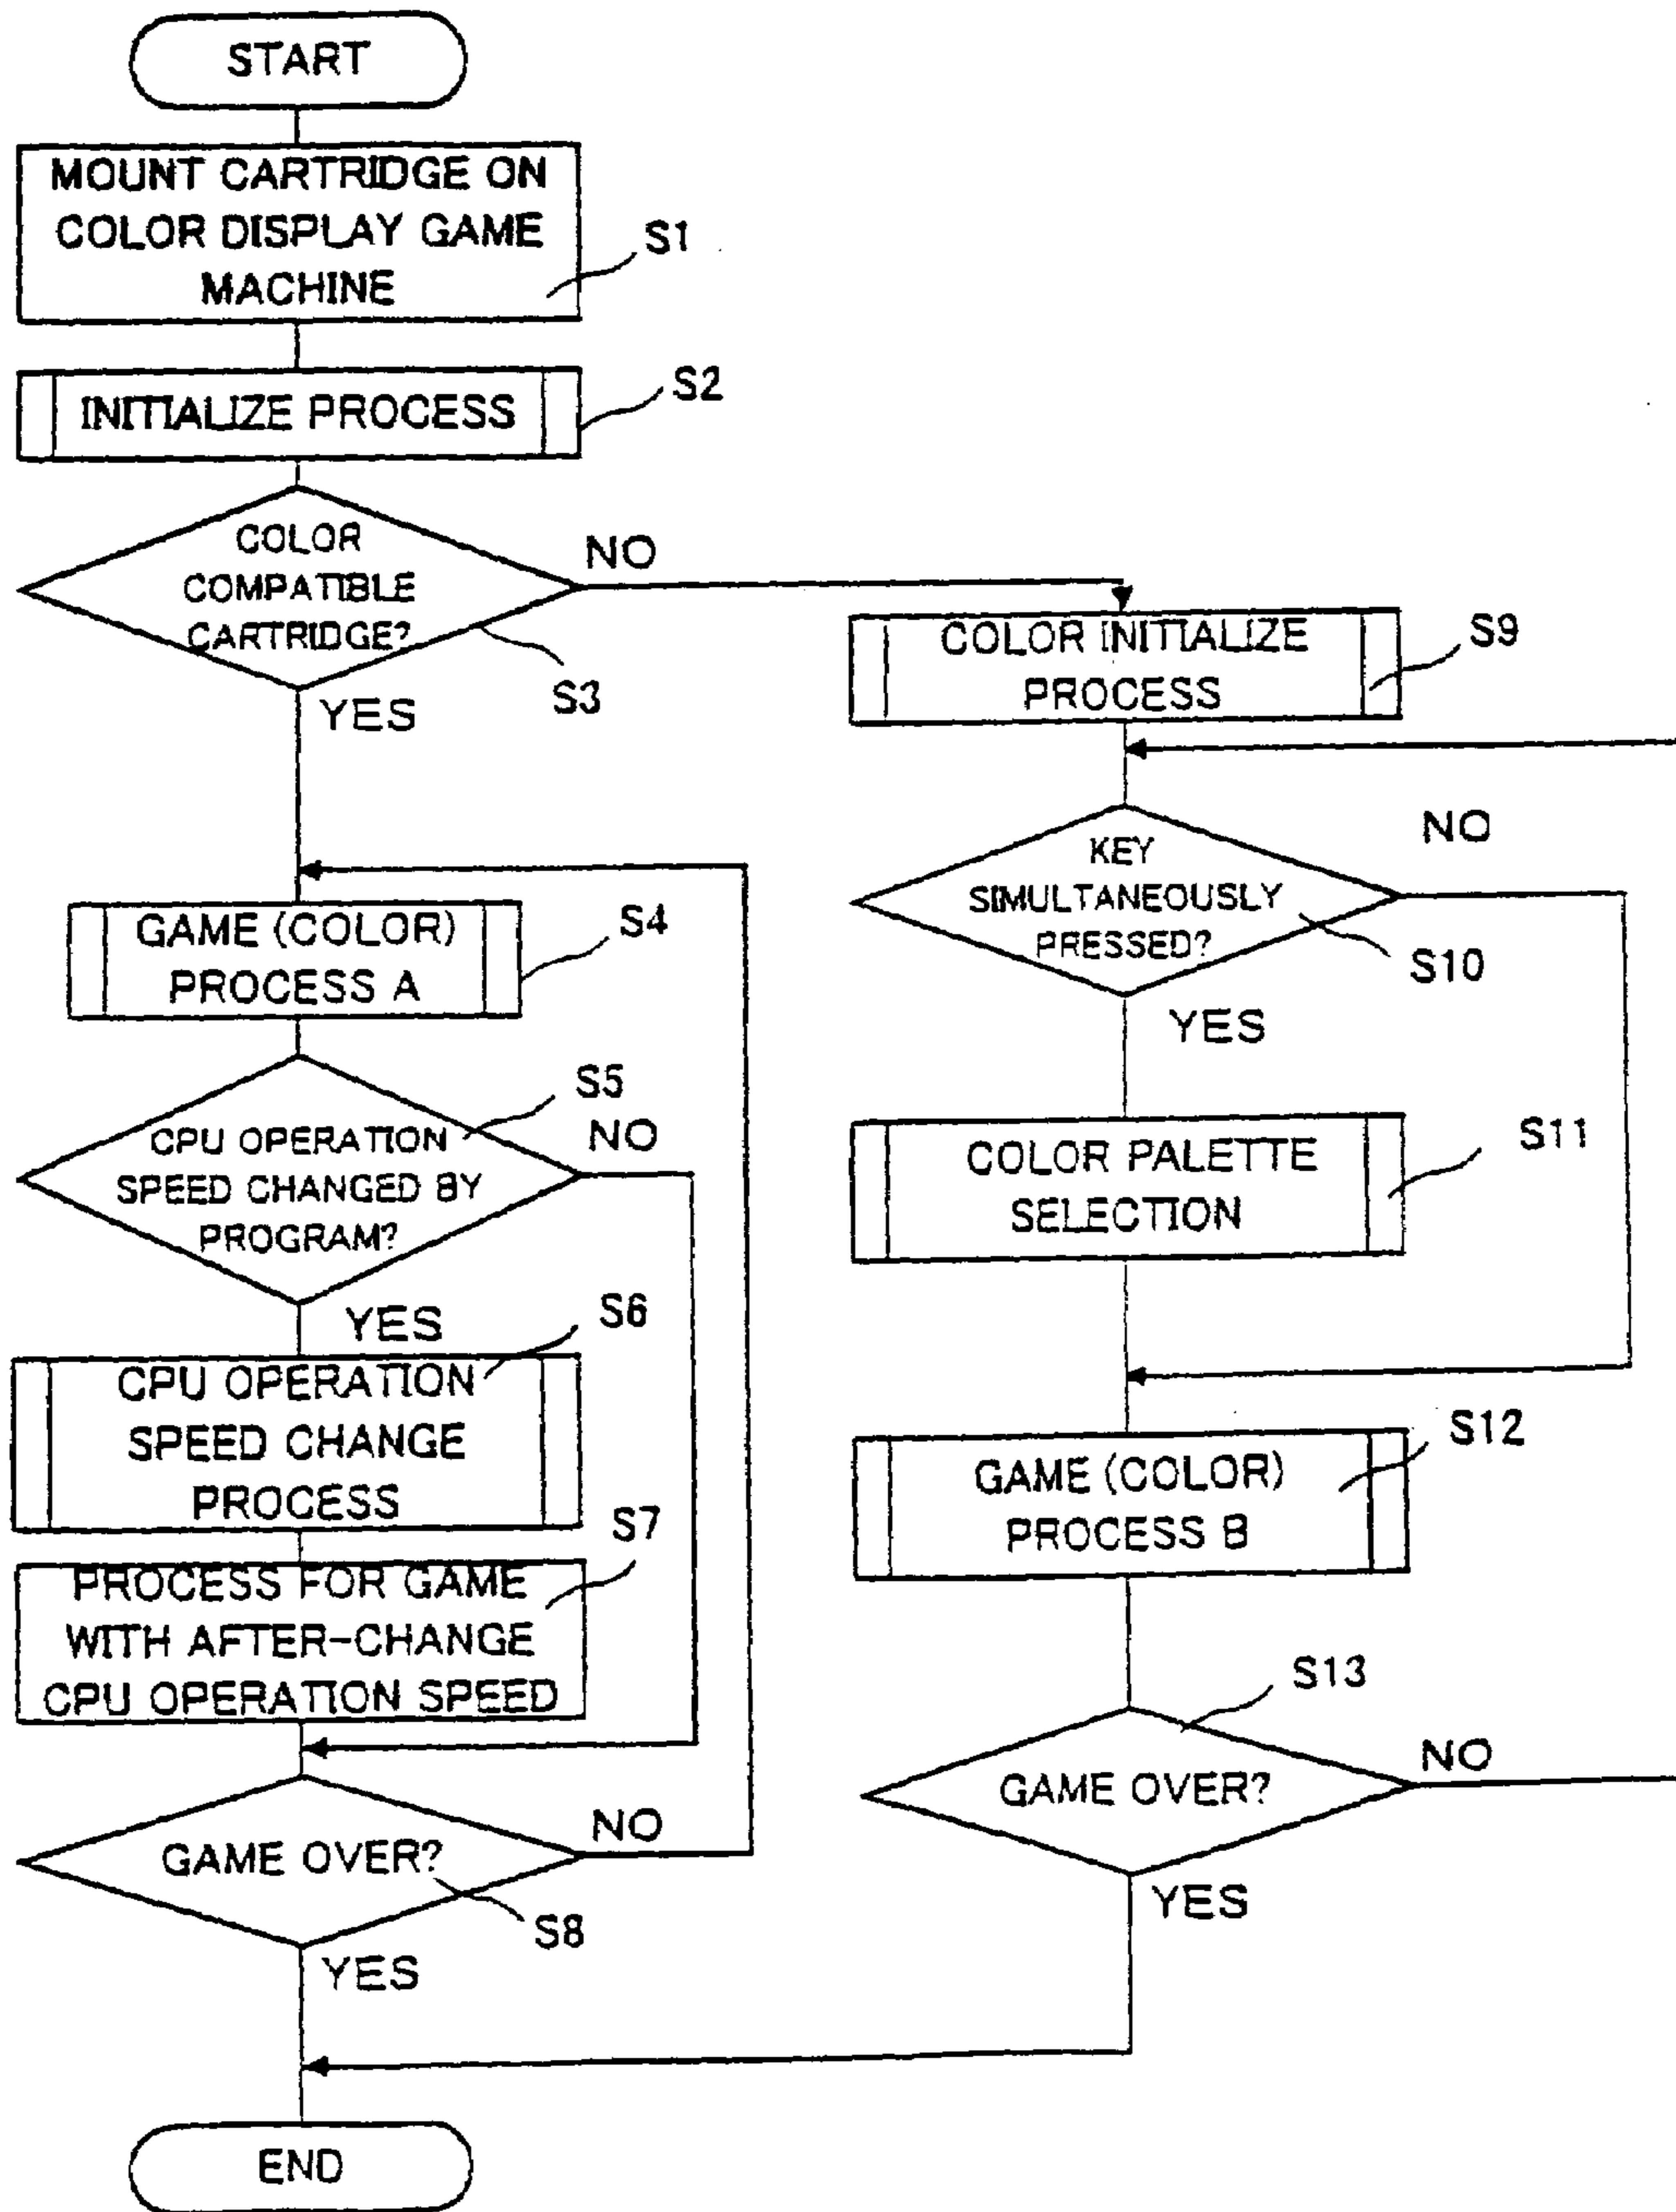 START
MOUNT CARTRIDGE ON
COLOR DISPLAY GAME
MACHINE
S1
INITIALIZE PROCESS
S2
COLOR
COMPATIBLE
CARTRIDGE?
S3
NO
YES
GAME (COLOR)
PROCESS A
S4
CPU OPERATION
SPEED CHANGED BY
PROGRAM?
S5
NO
YES
CPU OPERATION
SPEED CHANGE
PROCESS
S6
PROCESS FOR GAME
WITH AFTER-CHANGE
CPU OPERATION SPEED
S7
GAME OVER?
S8
NO
YES
END
COLOR INITIALIZE
PROCESS
S9
KEY
SIMULTANEOUSLY
PRESSED?
S10
NO
YES
COLOR PALETTE
SELECTION
S11
GAME (COLOR)
PROCESS B
S12
GAME OVER?
S13
NO
YES